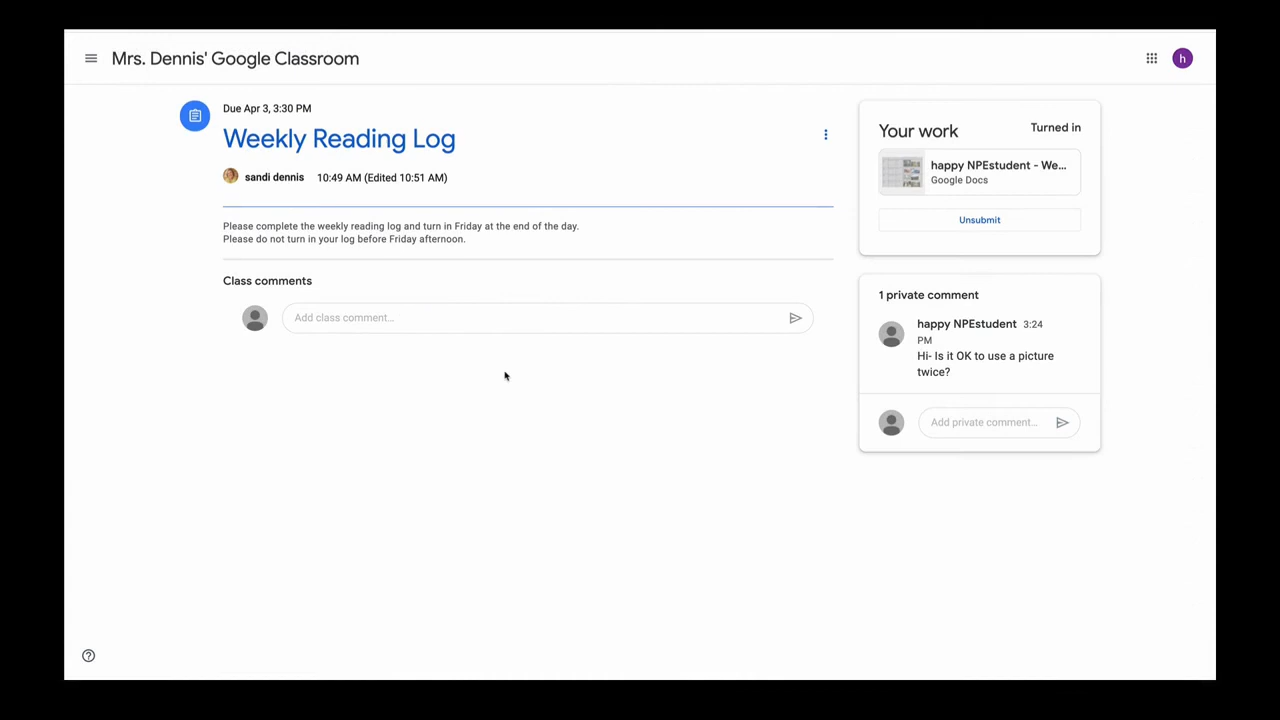 Mrs. Dennis' Google Classroom
h
Due Apr 3, 3:30 PM
Weekly Reading Log
sandi dennis 10:49 AM (Edited 10:51 AM)
Please complete the weekly reading log and turn in Friday at the end of the day.
Please do not turn in your log before Friday afternoon.
Class comments
Add class comment...
Your work Turned in
happy NPEstudent - We...
Google Docs
Unsubmit
1 private comment
happy NPEstudent 3:24
PM
Hi- Is it OK to use a picture
twice?
Add private comment...